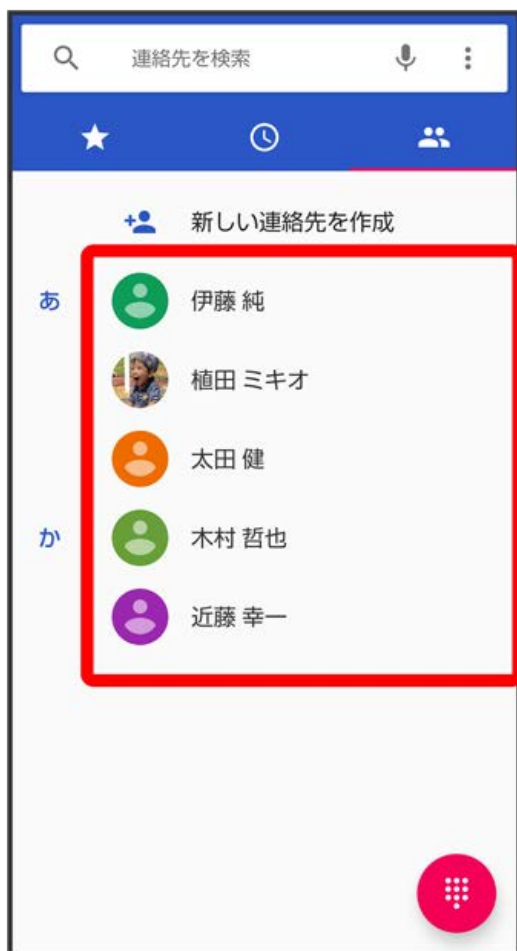 連絡先を検索
新しい連絡先を作成
あ
伊藤 純
植田 ミキオ
太田 健
か
木村 哲也
近藤 幸一